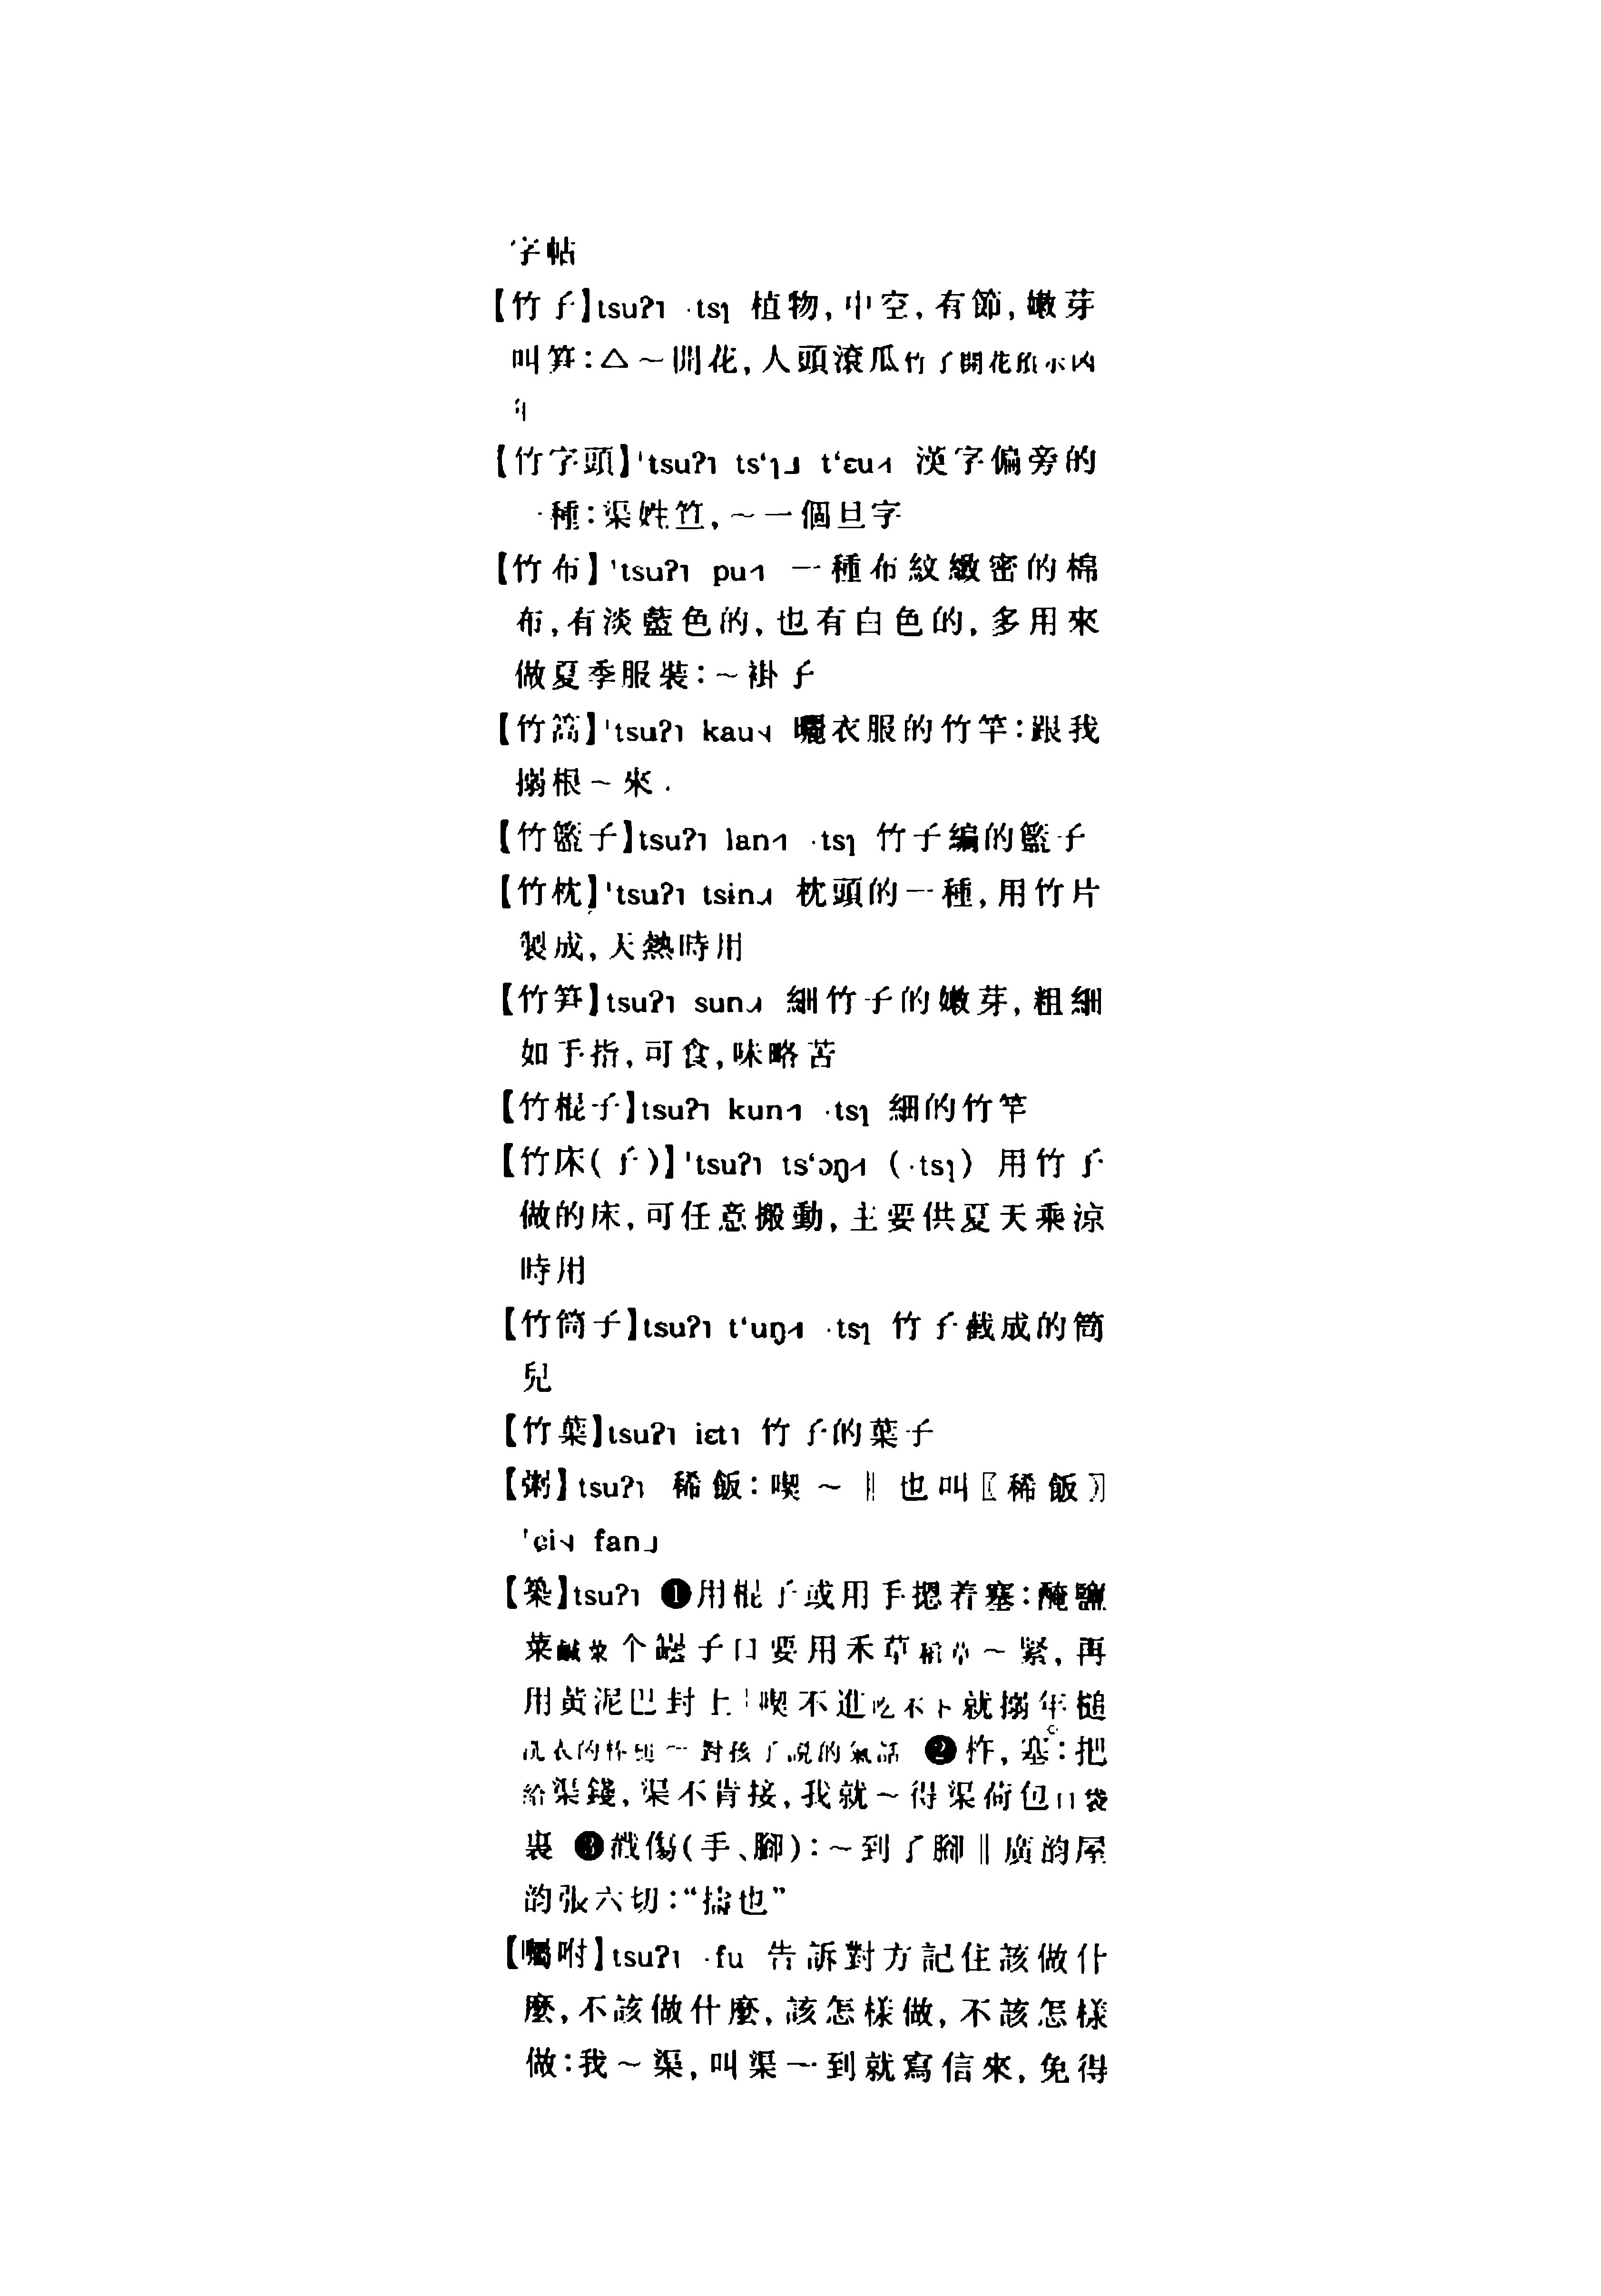 字帖
【竹子】tsuʔ˥ ·tsɿ 植物,中空,有節,嫩芽
叫笋:△～開花,人頭滾瓜竹子開花預示凶
年
【竹字頭】ˈtsuʔ˥ ts‘ɿ˩ t‘ɛu˧˥ 漢字偏旁的
一種:渠姓笪,～一個旦字
【竹布】ˈtsuʔ˥ pu˦˥ 一種布紋緻密的棉
布,有淡藍色的,也有白色的,多用來
做夏季服裝:～褂子
【竹篙】ˈtsuʔ˥ kau˦˨ 曬衣服的竹竿:跟我
搦根～來.
【竹籃子】tsuʔ˥ lan˧˥ ·tsɿ 竹子編的籃子
【竹枕】ˈtsuʔ˥ tsin˨˩˧ 枕頭的一種,用竹片
製成,天熱時用
【竹笋】tsuʔ˥ sun˨˩˧ 細竹子的嫩芽,粗細
如手指,可食,味略苦
【竹棍子】tsuʔ˥ kun˦˥ ·tsɿ 細的竹竿
【竹床(子)】ˈtsuʔ˥ ts‘ɔŋ˧˥ (·tsɿ) 用竹子
做的床,可任意搬動,主要供夏天乘涼
時用
【竹筒子】tsuʔ˥ t‘uŋ˧˥ ·tsɿ 竹子截成的筒
兒
【竹葉】tsuʔ˥ iɛt˥ 竹子的葉子
【粥】tsuʔ˥ 稀飯:喫～‖也叫〖稀飯〗
ˈɕi˦˨ fan˩
【築】tsuʔ˥ ❶用棍子或用手摁着塞:醃鹽
菜鹹菜个罎子口要用禾草稻草～緊,再
用黃泥巴封上|喫不進吃不下就搦年槌
洗衣的棒槌～對孩子說的氣話 ❷柞,塞:把
給渠錢,渠不肯接,我就～得渠荷包口袋
裏 ❸戳傷(手、腳):～到了腳‖廣韵屋
韵張六切:“擣也”
【囑咐】tsuʔ˥ ·fu 告訴對方記住該做什
麼,不該做什麼,該怎樣做,不該怎樣
做:我～渠,叫渠一到就寫信來,免得